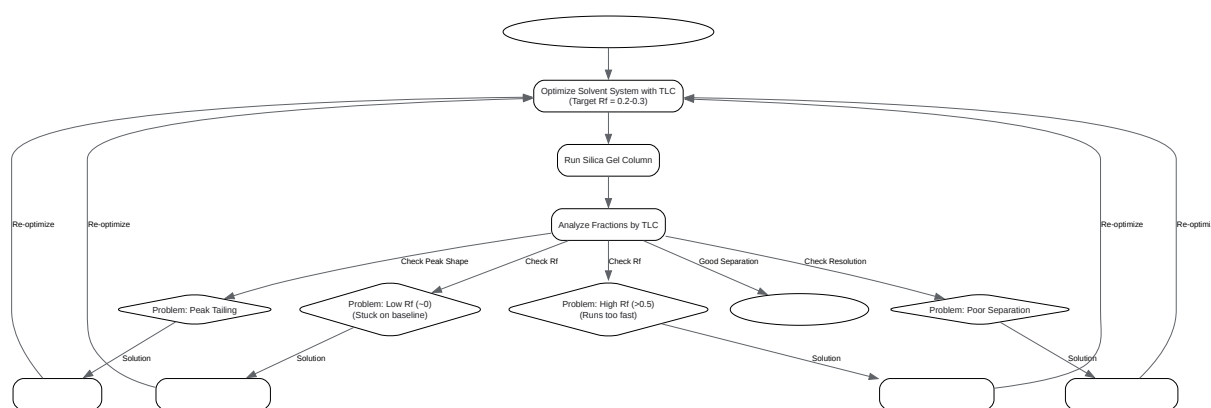 Optimize Solvent System with TLC
(Target Rf = 0.2-0.3)
Run Silica Gel Column
Re-optimize
Re-optimize
Analyze Fractions by TLC
Re-optimize
Re-optimi
Check Peak Shape
Check Rf
Check Rf
Good Separation
Check Resolution
Problem: Peak Tailing
Problem: Low Rf (~0)
(Stuck on baseline)
Problem: High Rf (>0.5)
(Runs too fast)
Problem: Poor Separation
Solution
Solution
Solution
Solution